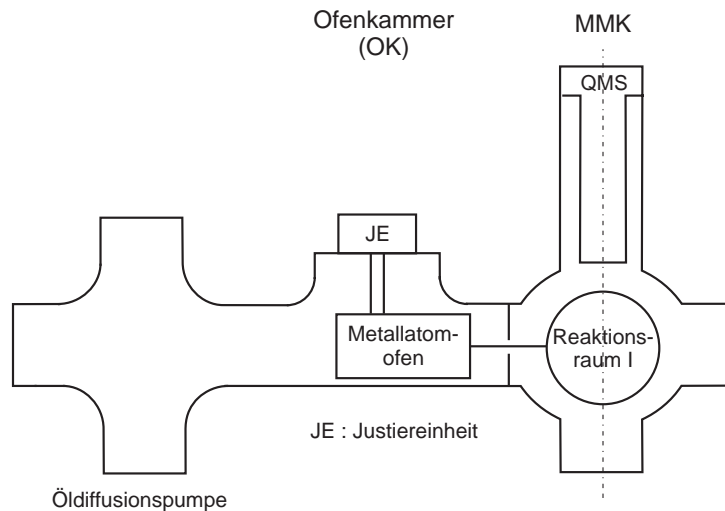 Ofenkammer
(OK)
MMK
QMS
JE
Metallatom-
ofen
Reaktions-
raum I
JE : Justiereinheit
Öldiffusionspumpe